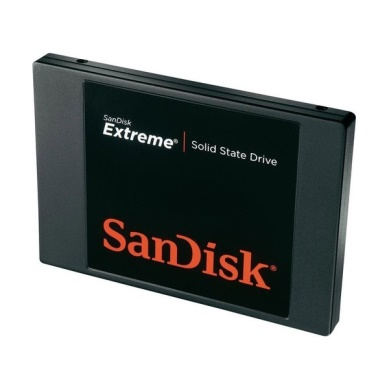 SanDisk
Extreme® | Solid State Drive
SanDisk®